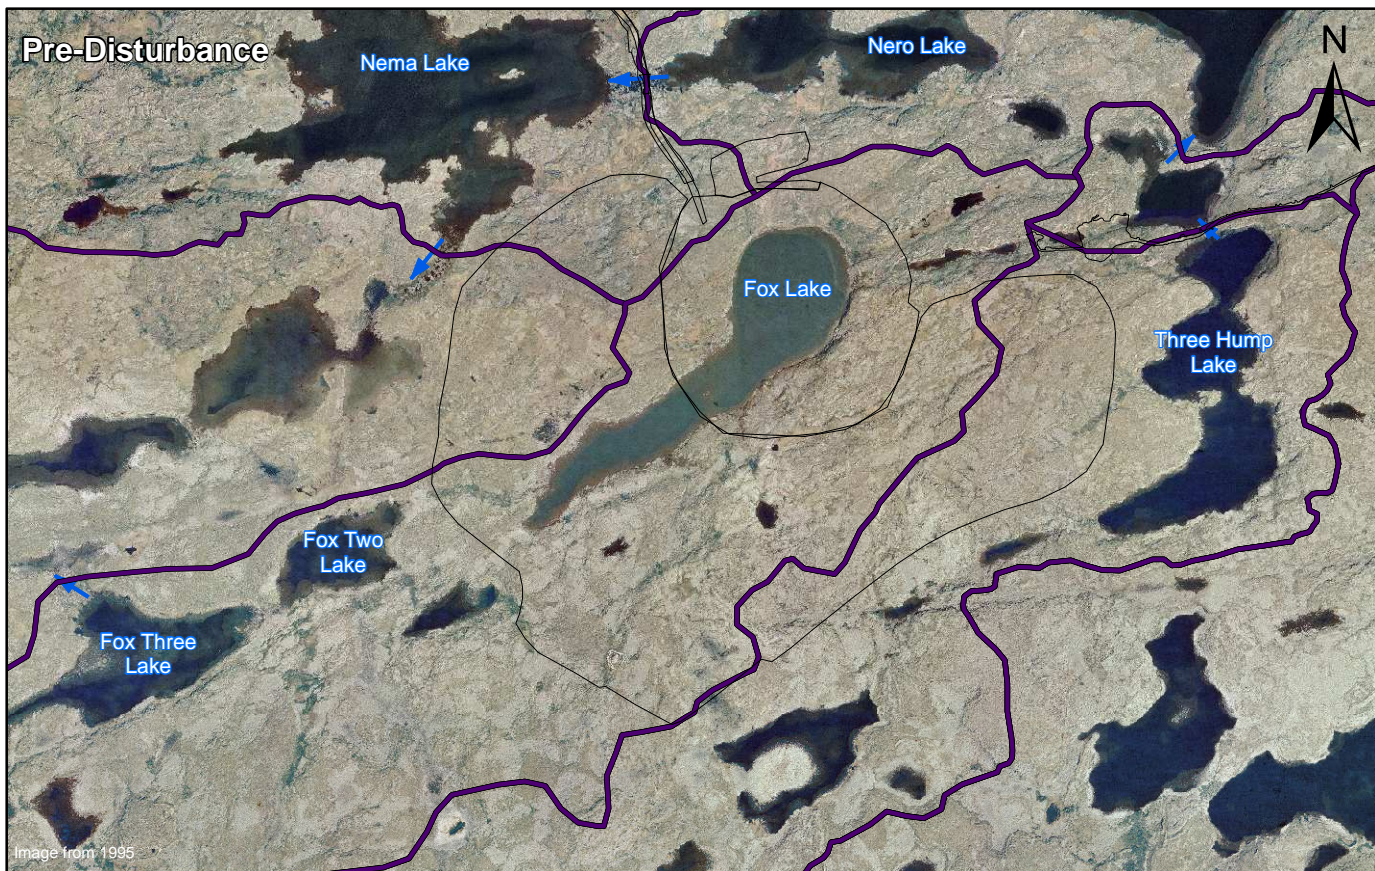 Pre-Disturbance
Nema Lake
Nero Lake
N
Fox Lake
Three Hump
Lake
Fox Two
Lake
Fox Three
Lake
Image from 1995